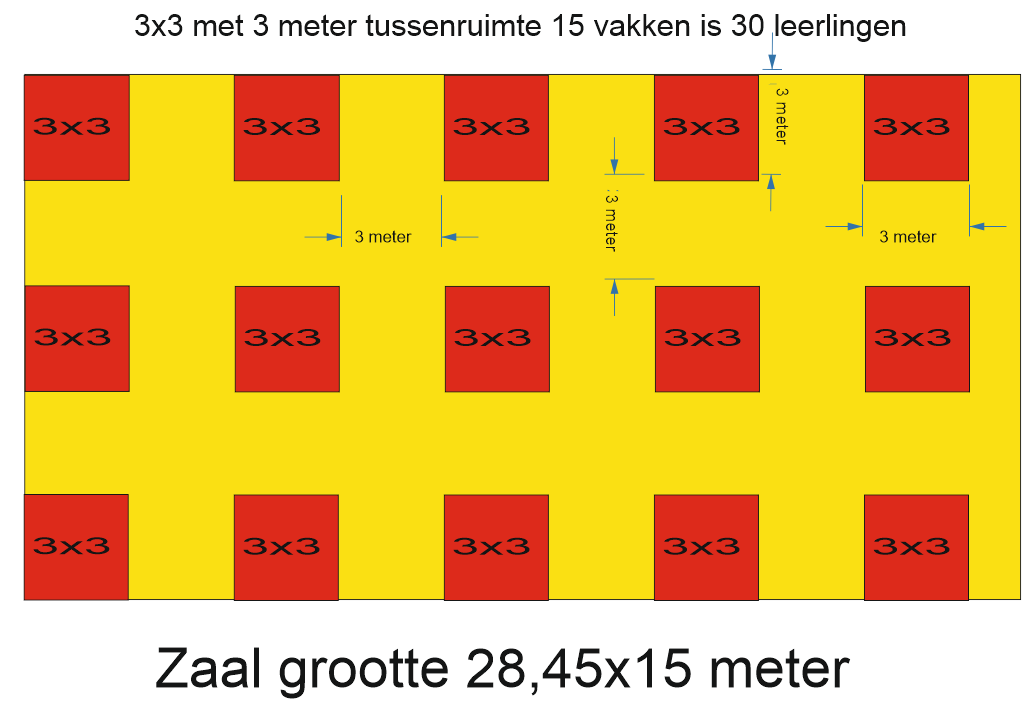 3x3 met 3 meter tussenruimte 15 vakken is 30 leerlingen
3x3 3x3 3x3 3x3 3x3
3 meter
3 meter
3 meter
3 meter
3x3 3x3 3x3 3x3 3x3
3x3 3x3 3x3 3x3 3x3
Zaal grootte 28,45x15 meter